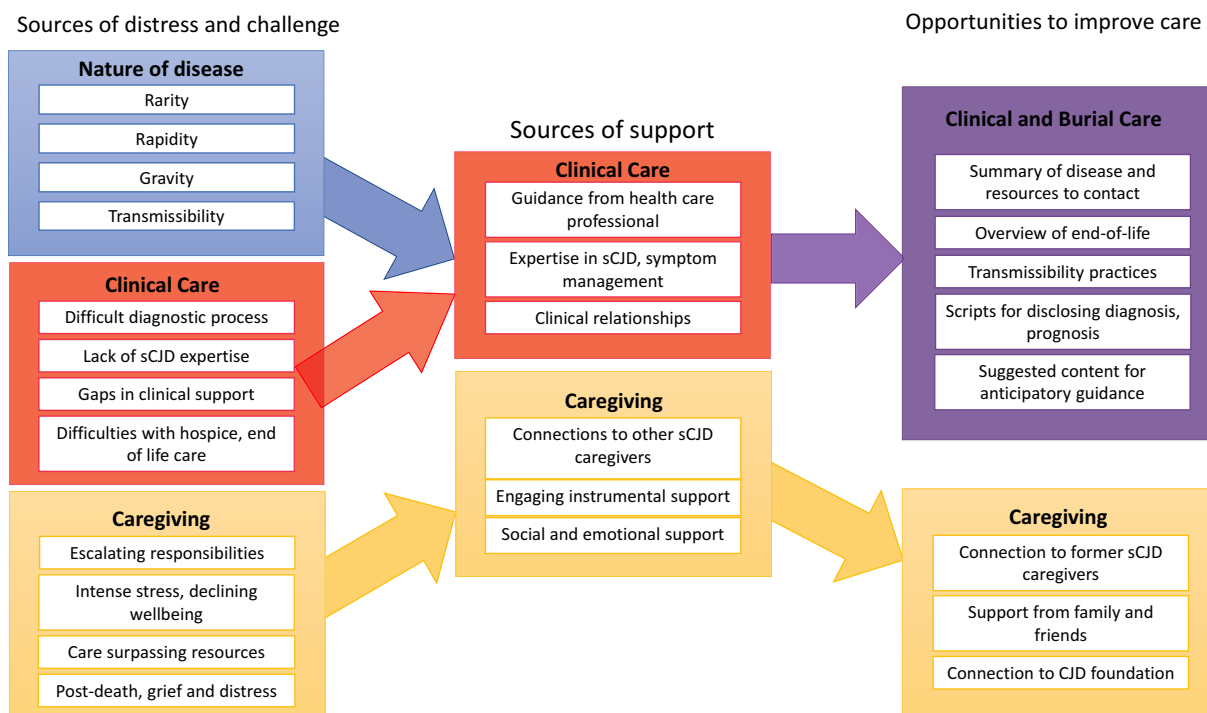 Sources of distress and challenge
Nature of disease
Rarity
Rapidity
Gravity
Transmissibility
Clinical Care
Difficult diagnostic process
Lack of sCJD expertise
Gaps in clinical support
Difficulties with hospice, end
of life care
Caregiving
Escalating responsibilities
Intense stress, declining
wellbeing
Care surpassing resources
Post-death, grief and distress
Sources of support
Clinical Care
Guidance from health care
professional
Expertise in sCJD, symptom
management
Clinical relationships
Caregiving
Connections to other sCJD
caregivers
Engaging instrumental support
Social and emotional support
Opportunities to improve care
Clinical and Burial Care
Summary of disease and
resources to contact
Overview of end-of-life
Transmissibility practices
Scripts for disclosing diagnosis,
prognosis
Suggested content for
anticipatory guidance
Caregiving
Connection to former sCJD
caregivers
Support from family and
friends
Connection to CJD foundation